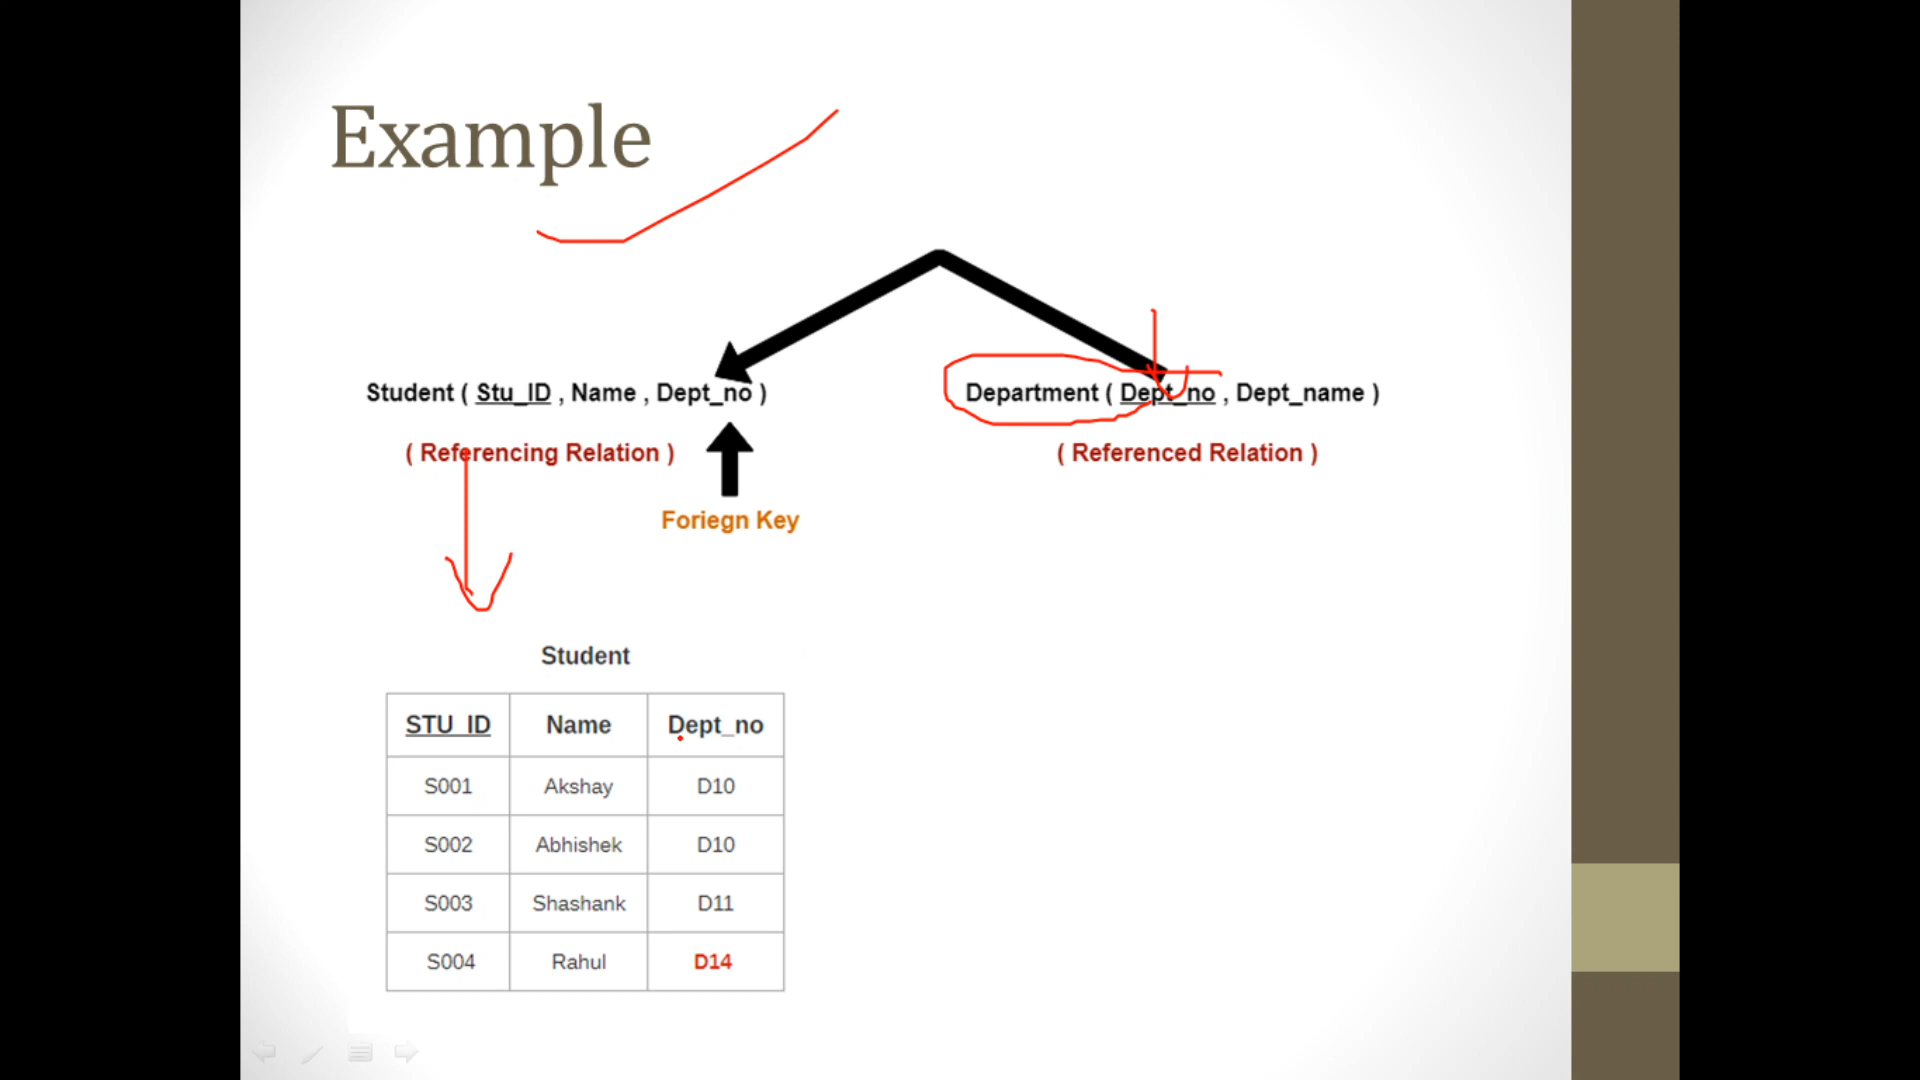 Example
Student ( Stu_ID , Name , Dept_no )
Department ( Dept_no , Dept_name )
( Referencing Relation )
( Referenced Relation )
Foriegn Key
Student
STU_ID Name Dept_no
S001 Akshay D10
S002 Abhishek D10
S003 Shashank D11
S004 Rahul D14